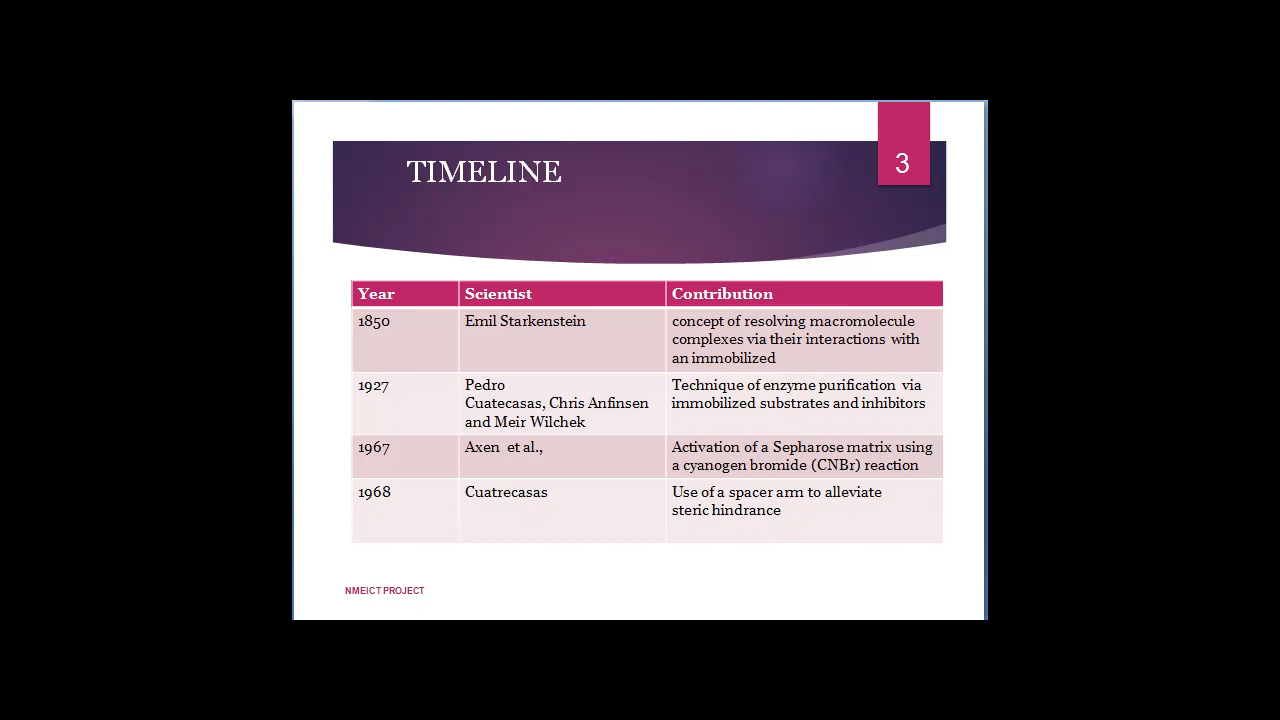 3
TIMELINE
Year Scientist Contribution
1850 Emil Starkenstein concept of resolving macromolecule
complexes via their interactions with
an immobilized
1927 Pedro Technique of enzyme purification via
Cuatecasas, Chris Anfinsen immobilized substrates and inhibitors
and Meir Wilchek
1967 Axen et al., Activation of a Sepharose matrix using
a cyanogen bromide (CNBr) reaction
1968 Cuatrecasas Use of a spacer arm to alleviate
steric hindrance
NMEICT PROJECT